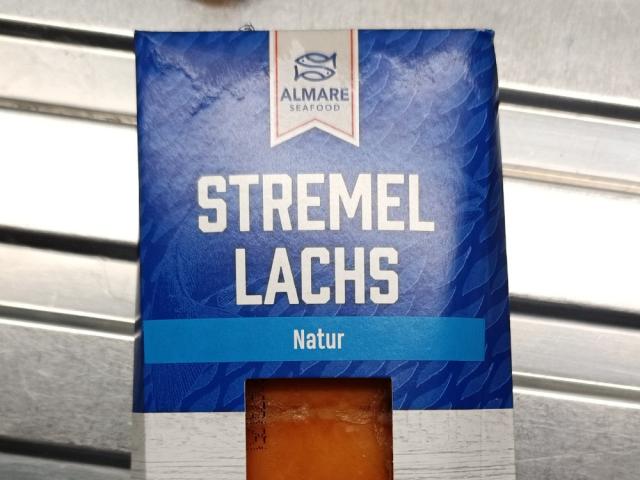 ALMARE
SEAFOOD
STREMEL
LACHS
Natur